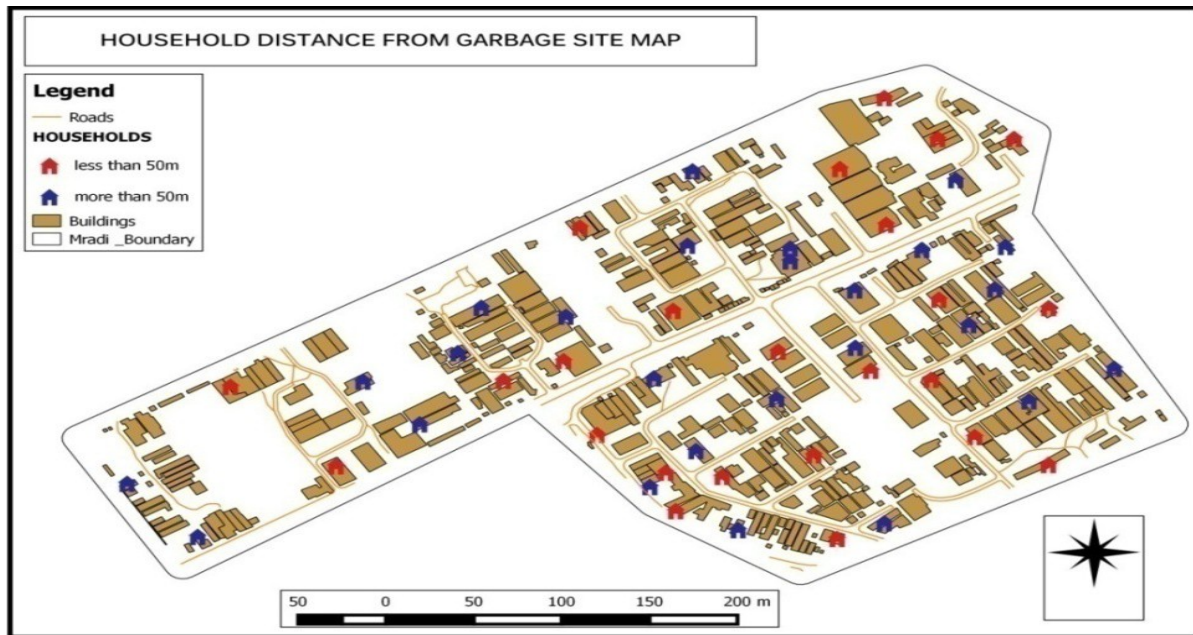 HOUSEHOLD DISTANCE FROM GARBAGE SITE MAP
Legend
Roads
HOUSEHOLDS
less than 50m
more than 50m
Buildings
Mradi _Boundary
50 0 50 100 150 200 m